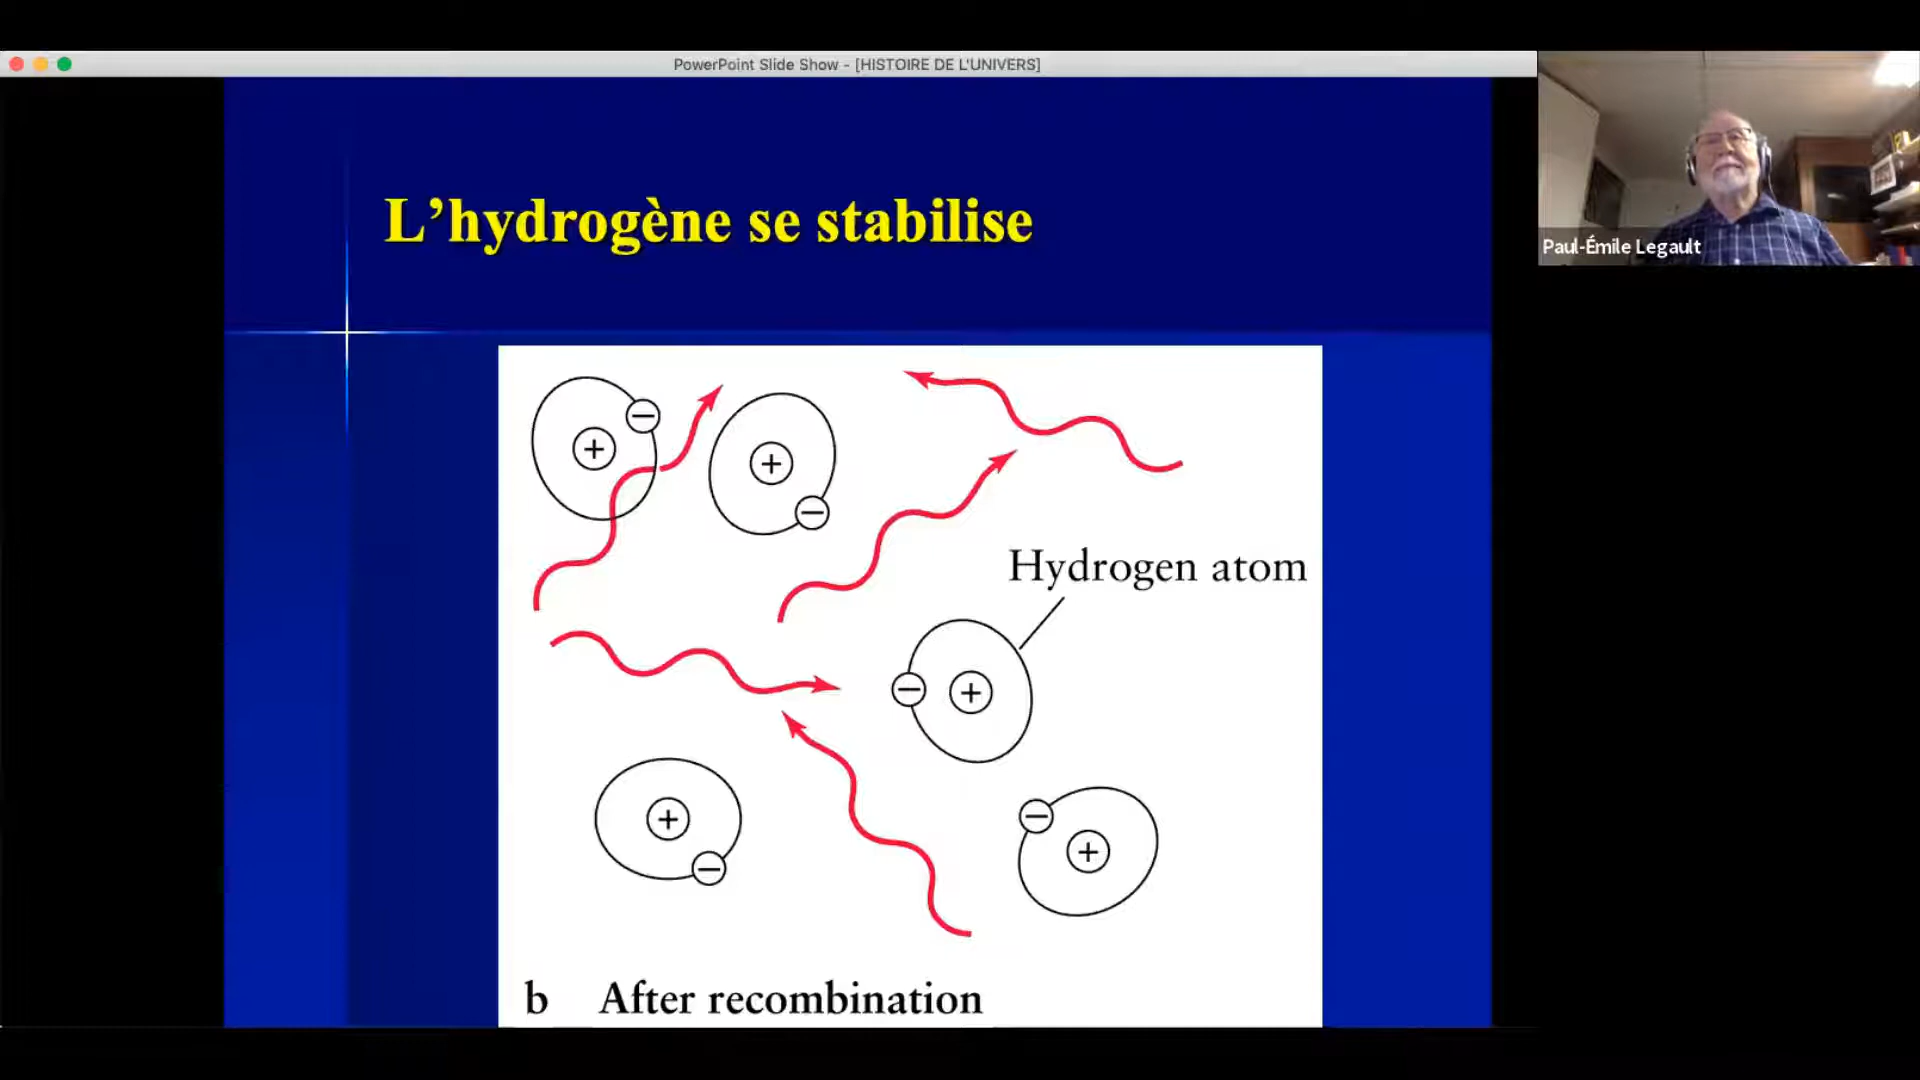 PowerPoint Slide Show - [HISTOIRE DE L'UNIVERS]
Paul-Émile Legault
L'hydrogène se stabilise
Hydrogen atom
b After recombination